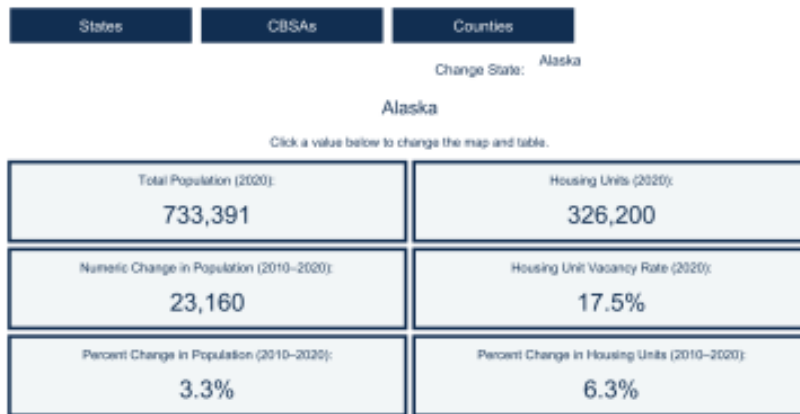 States CBSAs Counties
Change State: Alaska
Alaska
Click a value below to change the map and table.
Total Population (2020): Housing Units (2020):
733,391 326,200
Numeric Change in Population (2010–2020): Housing Unit Vacancy Rate (2020):
23,160 17.5%
Percent Change in Population (2010–2020): Percent Change in Housing Units (2010–2020):
3.3% 6.3%